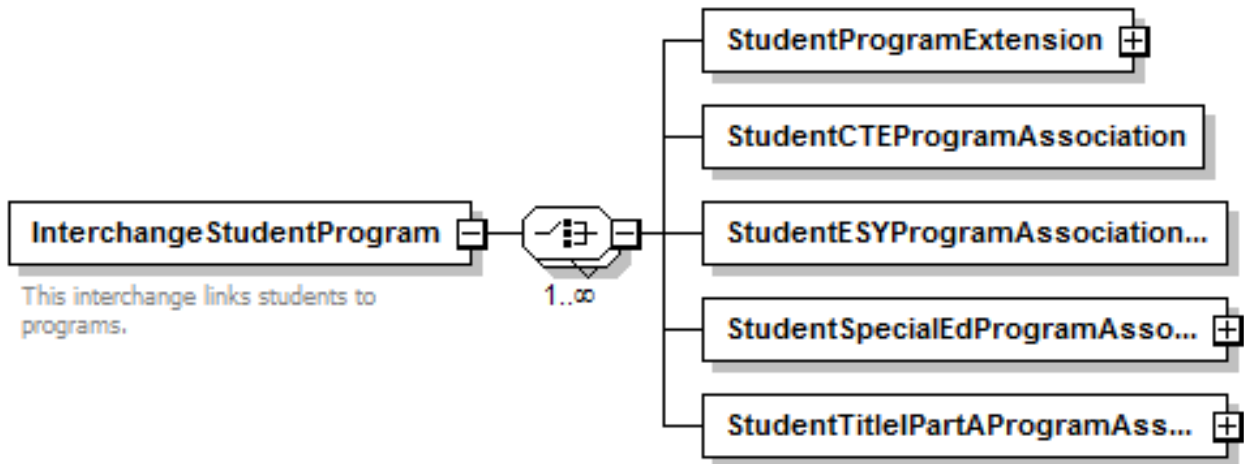 StudentProgramExtension
StudentCTEProgramAssociation
InterchangeStudentProgram
StudentESYProgramAssociation...
This interchange links students to
programs.
1..∞
StudentSpecialEdProgramAsso...
StudentTitleIPartAProgramAss...